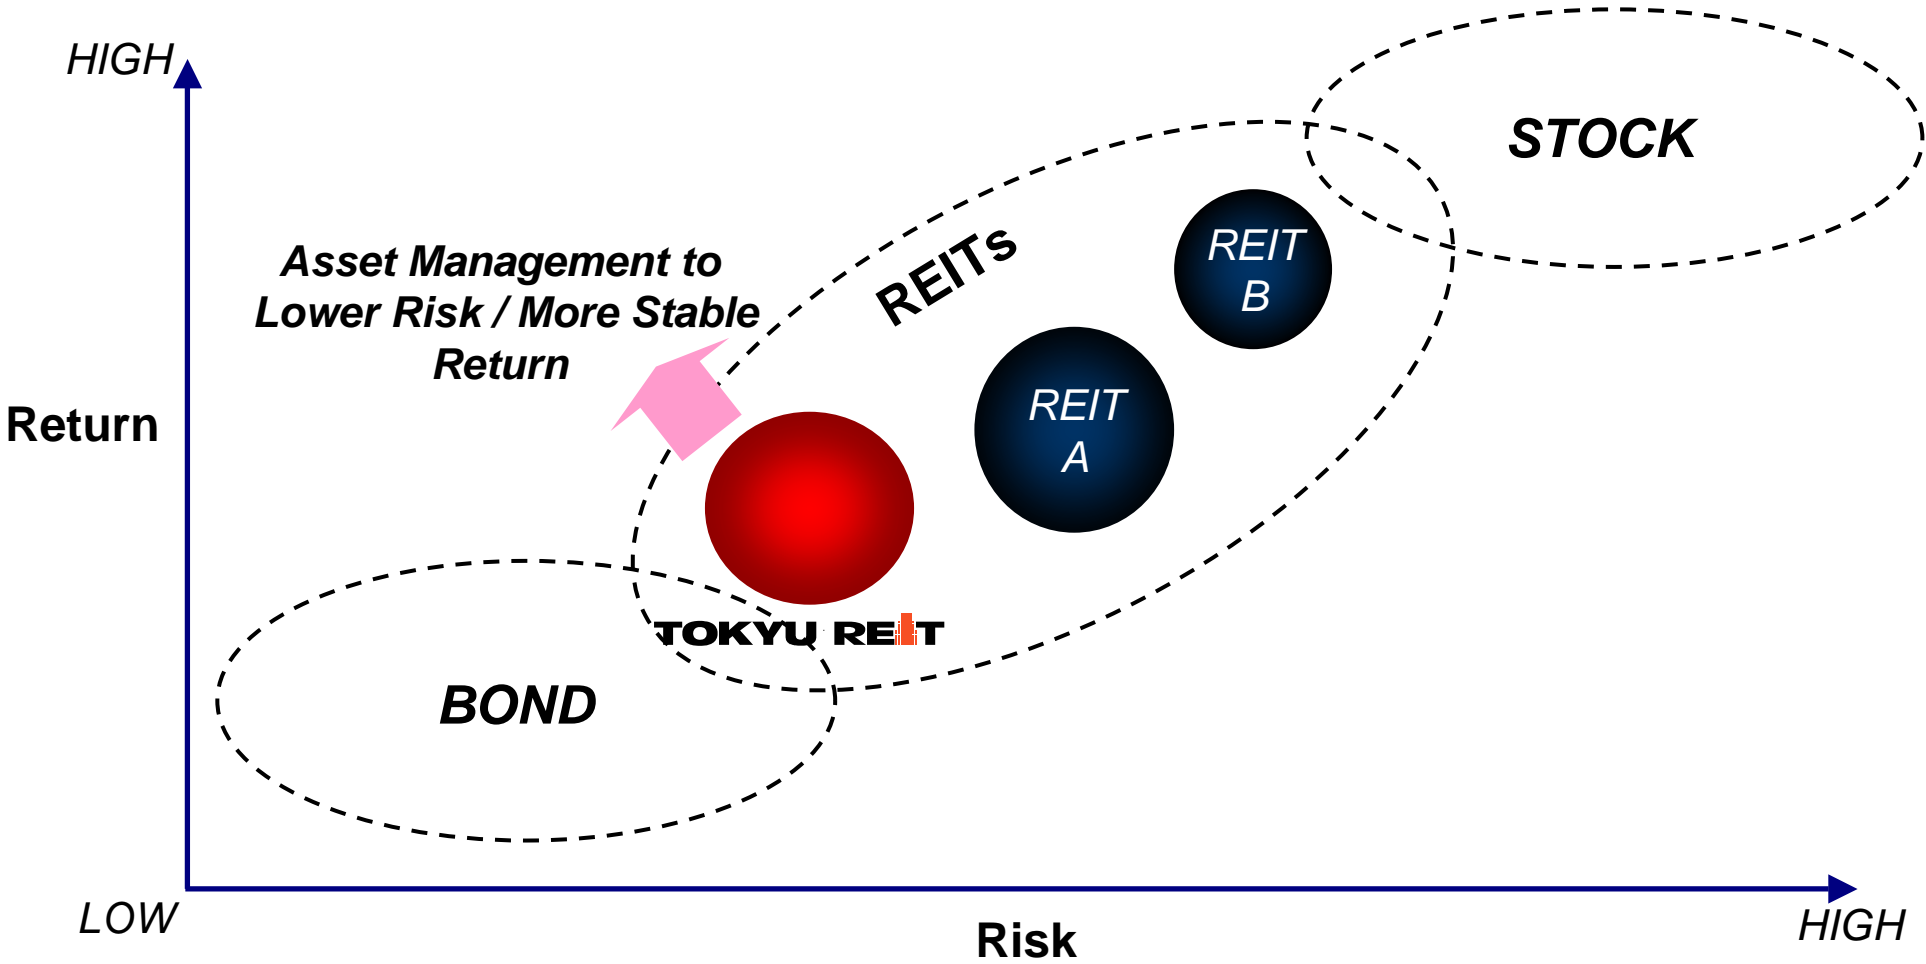 HIGH
STOCK
REITs
REIT
B
Asset Management to
Lower Risk / More Stable
Return
REIT
A
Return
TOKYU REIT
BOND
LOW
Risk
HIGH